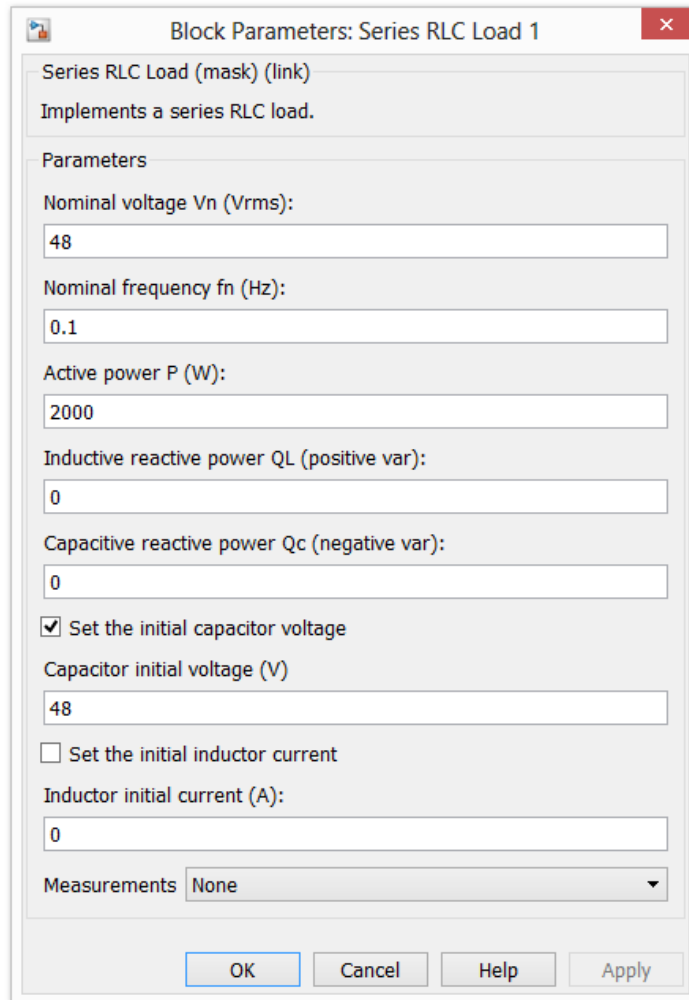 Block Parameters: Series RLC Load 1
Series RLC Load (mask) (link)
Implements a series RLC load.
Parameters
Nominal voltage Vn (Vrms):
48
Nominal frequency fn (Hz):
0.1
Active power P (W):
2000
Inductive reactive power QL (positive var):
0
Capacitive reactive power Qc (negative var):
0
Set the initial capacitor voltage
Capacitor initial voltage (V)
48
Set the initial inductor current
Inductor initial current (A):
0
Measurements None
OK Cancel Help Apply